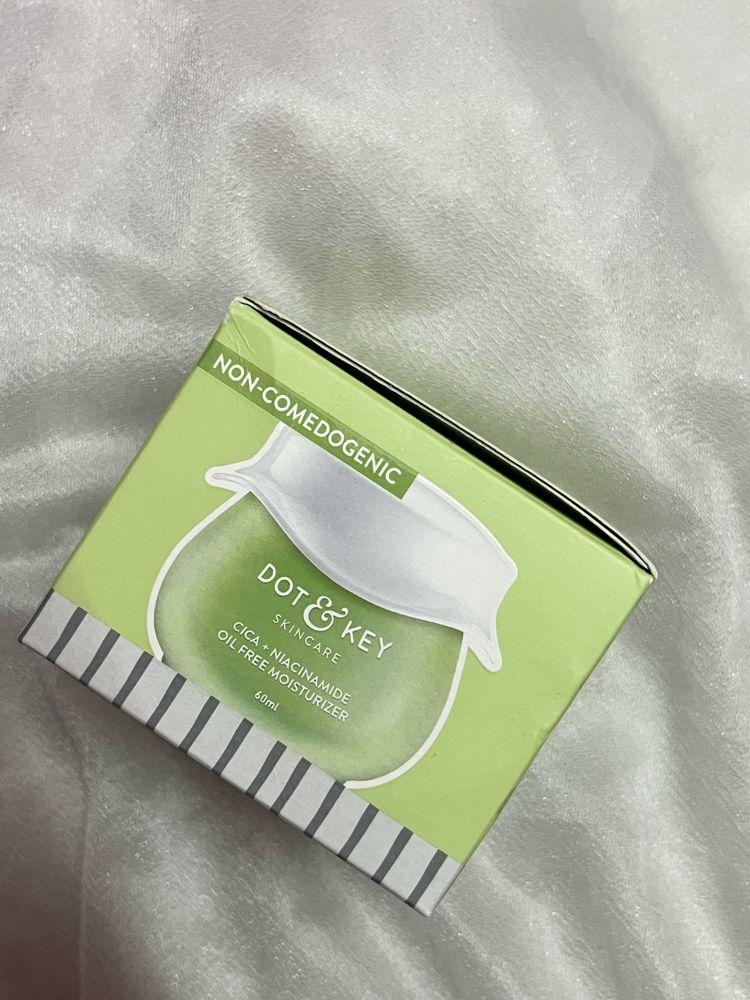 NON-COMEDOGENIC
DOT & KEY
SKINCARE
CICA + NIACINAMIDE
OIL FREE MOISTURIZER
60ml